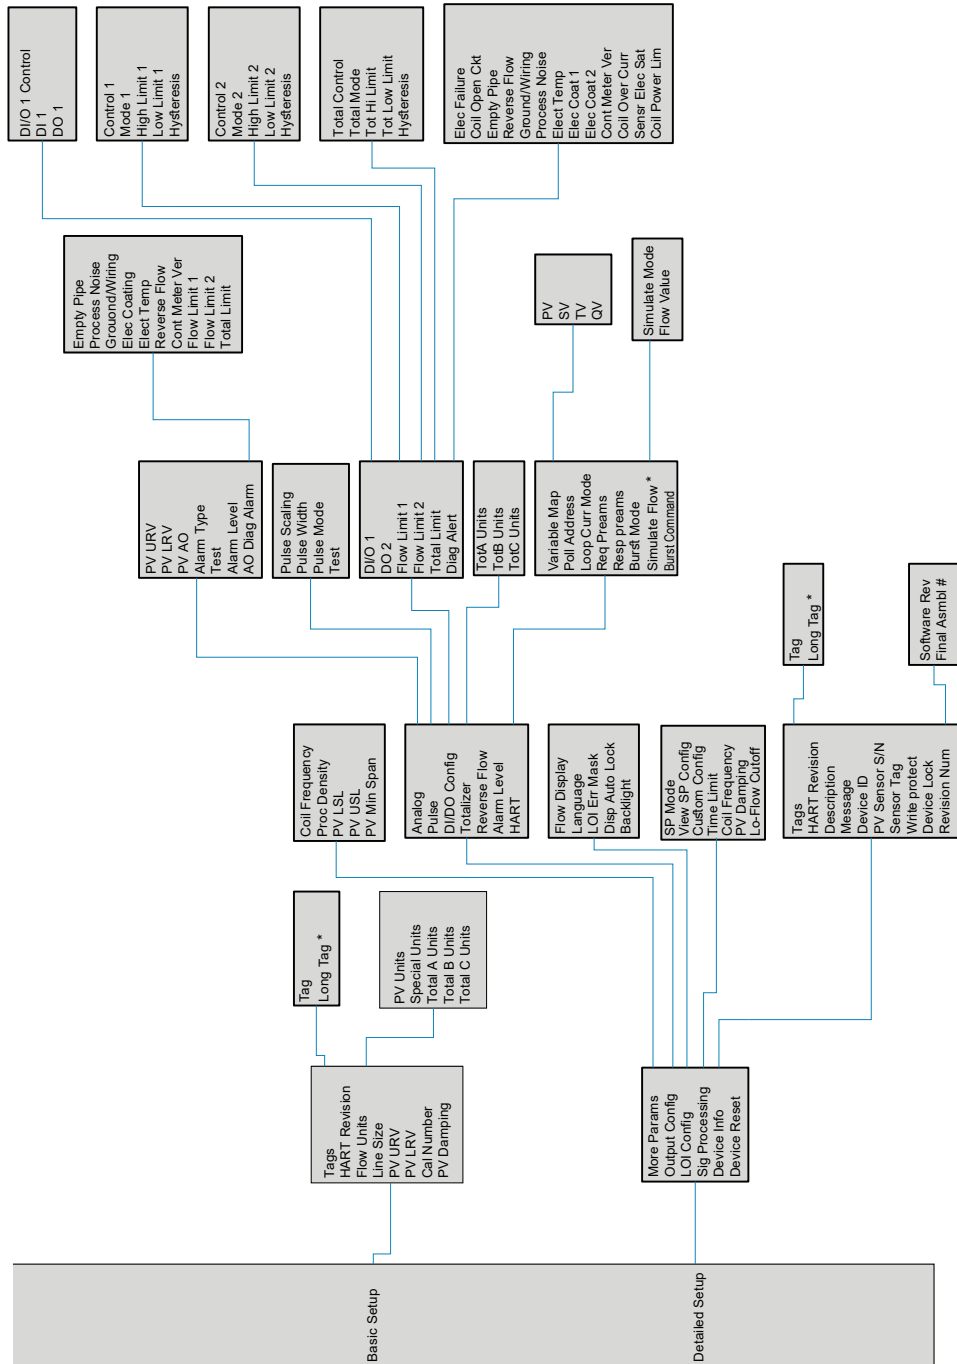 Basic Setup
Detailed Setup
Tags
HART Revision
Flow Units
Line Size
PV URV
PV LRV
Cal Number
PV Damping
More Params
Output Config
LOI Config
Sig Processing
Device Info
Device Reset
Tag
Long Tag *
PV Units
Special Units
Total A Units
Total B Units
Total C Units
Coil Frequency
Proc Density
PV LSL
PV USL
PV Min Span
Analog
Pulse
DI/DO Config
Totalizer
Reverse Flow
Alarm Level
HART
Flow Display
Language
LOI Err Mask
Disp Auto Lock
Backlight
SP Mode
View SP Config
Custom Config
Time Limit
Coil Frequency
PV Damping
Lo-Flow Cutoff
Tags
HART Revision
Description
Message
Device ID
PV Sensor S/N
Sensor Tag
Write protect
Device Lock
Revision Num
PV URV
PV LRV
PV AO
Alarm Type
Test
Alarm Level
AO Diag Alarm
Pulse Scaling
Pulse Width
Pulse Mode
Test
DI/O 1
DO 2
Flow Limit 1
Flow Limit 2
Total Limit
Diag Alert
TotA Units
TotB Units
TotC Units
Variable Map
Poll Address
Loop Curr Mode
Req Preams
Resp preams
Burst Mode
Simulate Flow *
Burst Command
Tag
Long Tag *
Software Rev
Final Asmbl #
Empty Pipe
Process Noise
Grouond/Wiring
Elec Coating
Elect Temp
Reverse Flow
Cont Meter Ver
Flow Limit 1
Flow Limit 2
Total Limit
PV
SV
TV
QV
Simulate Mode
Flow Value
DI/O 1 Control
DI 1
DO 1
Control 1
Mode 1
High Limit 1
Low Limit 1
Hysteresis
Control 2
Mode 2
High Limit 2
Low Limit 2
Hysteresis
Total Control
Total Mode
Tot Hi Limit
Tot Low Limit
Hysteresis
Elec Failure
Coil Open Ckt
Empty Pipe
Reverse Flow
Ground/Wiring
Process Noise
Elect Temp
Elec Coat 1
Elec Coat 2
Cont Meter Ver
Coil Over Curr
Sensr Elec Sat
Coil Power Lim